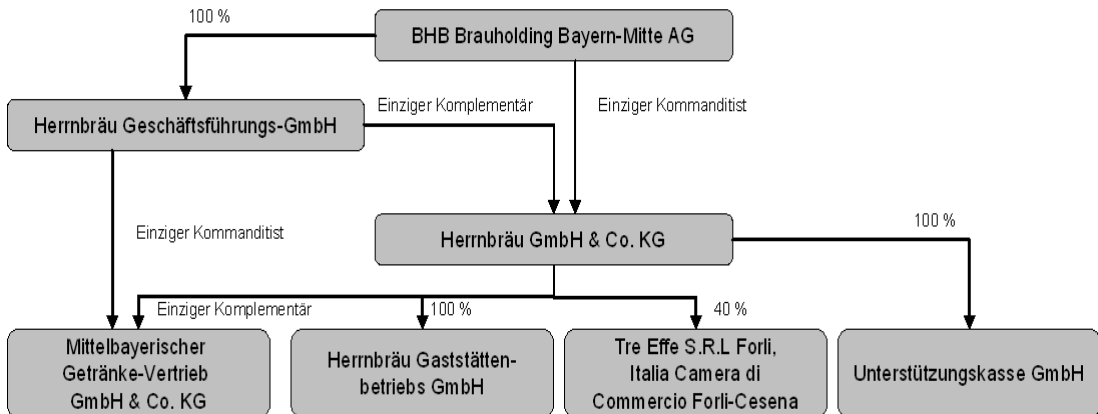 100 %
BHB Brauholding Bayern-Mitte AG
Einziger Komplementär
Einziger Kommanditist
Herrnbräu Geschäftsführungs-GmbH
Einziger Kommanditist
Herrnbräu GmbH & Co. KG
100 %
Einziger Komplementär
100 %
40 %
Mittelbayerischer
Getränke-Vertrieb
GmbH & Co. KG
Herrnbräu Gaststätten-
betriebs GmbH
Tre Effe S.R.L Forli,
Italia Camera di
Commercio Forli-Cesena
Unterstützungskasse GmbH